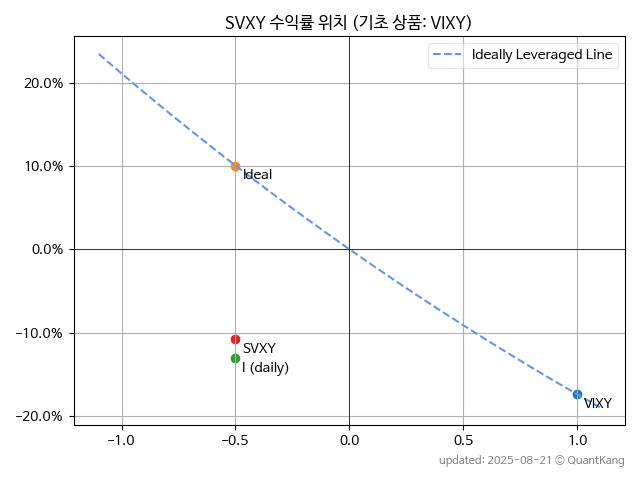 SVXY 수익률 위치 (기초 상품: VIXY)
Ideally Leveraged Line
20.0%
10.0%
0.0%
−10.0%
−20.0%
Ideal
SVXY
I (daily)
VIXY
−1.0 −0.5 0.0 0.5 1.0
updated: 2025-08-21 © QuantKang